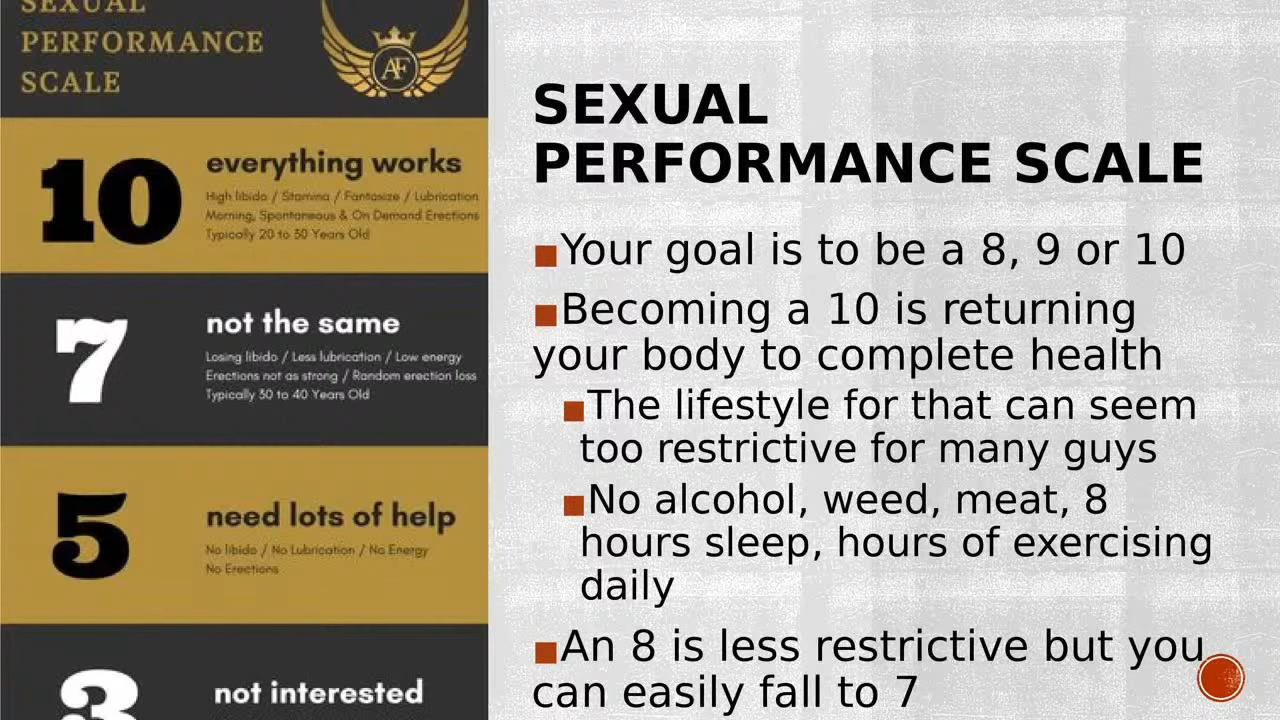 SEXUAL
PERFORMANCE
SCALE
AF
10
everything works
High libido / Stamina / Fantasize / Lubrication
Morning, Spontaneous & On Demand Erections
Typically 20 to 30 Years Old
7
not the same
Losing libido / Less lubrication / Low energy
Erections not as strong / Random erection loss
Typically 30 to 40 Years Old
5
need lots of help
No libido / No Lubrication / No Energy
No Erections
3
not interested
SEXUAL
PERFORMANCE SCALE
Your goal is to be a 8, 9 or 10
Becoming a 10 is returning
your body to complete health
The lifestyle for that can seem
too restrictive for many guys
No alcohol, weed, meat, 8
hours sleep, hours of exercising
daily
An 8 is less restrictive but you
can easily fall to 7